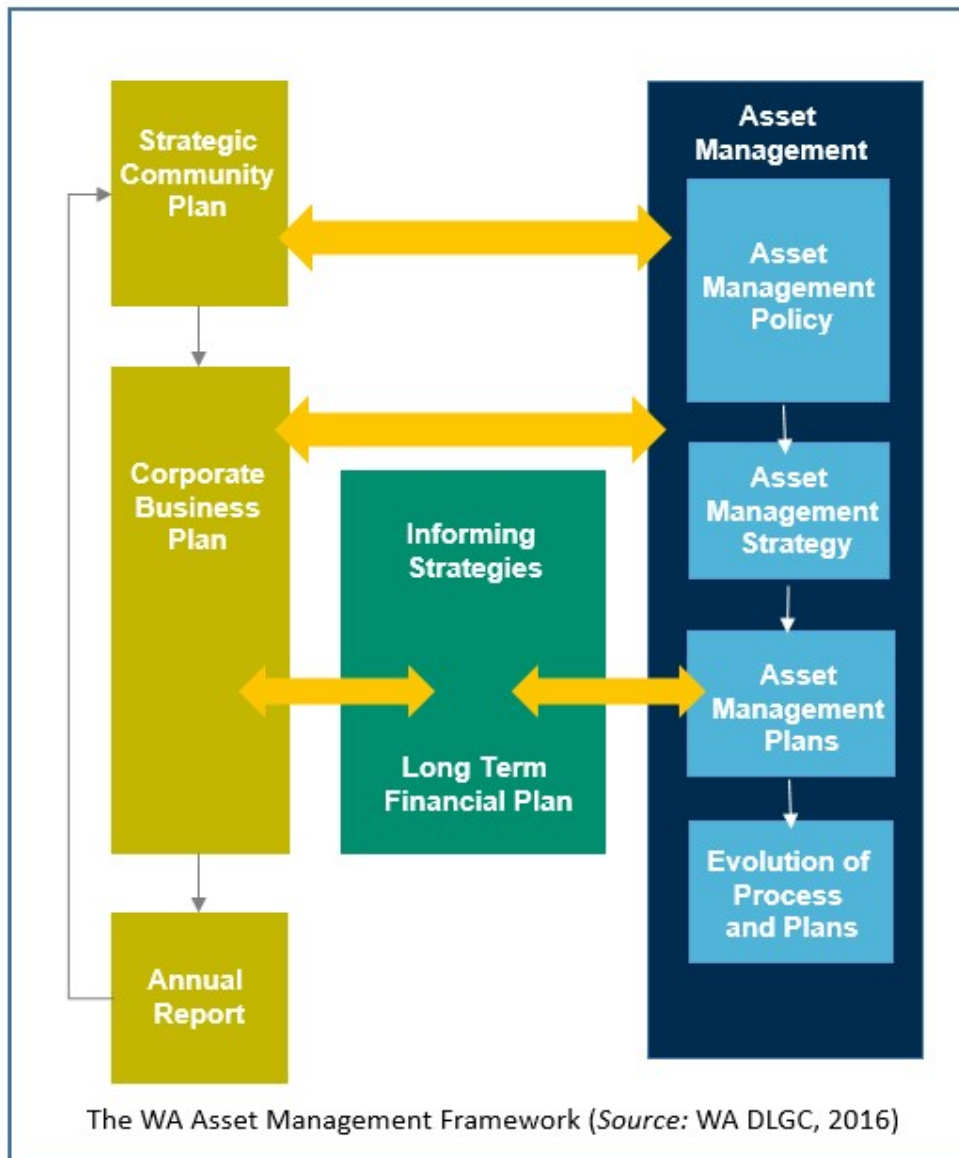 Strategic
Community
Plan
Corporate
Business
Plan
Annual
Report
Informing
Strategies
Long Term
Financial Plan
Asset
Management
Asset
Management
Policy
Asset
Management
Strategy
Asset
Management
Plans
Evolution of
Process
and Plans
The WA Asset Management Framework (Source: WA DLGC, 2016)